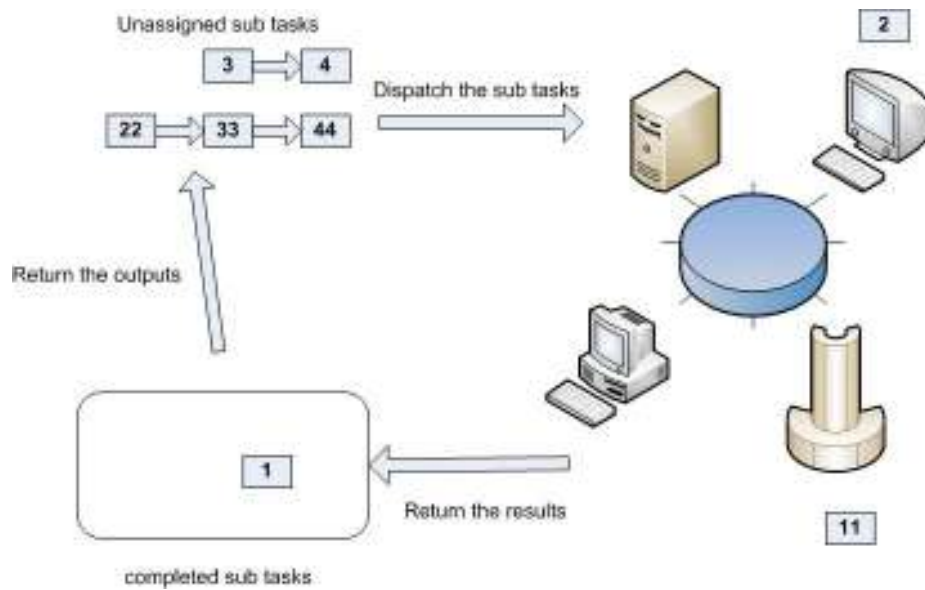 Unassigned sub tasks
2
3
4
Dispatch the sub tasks
22
33
44
Return the outputs
1
Return the results
11
completed sub tasks